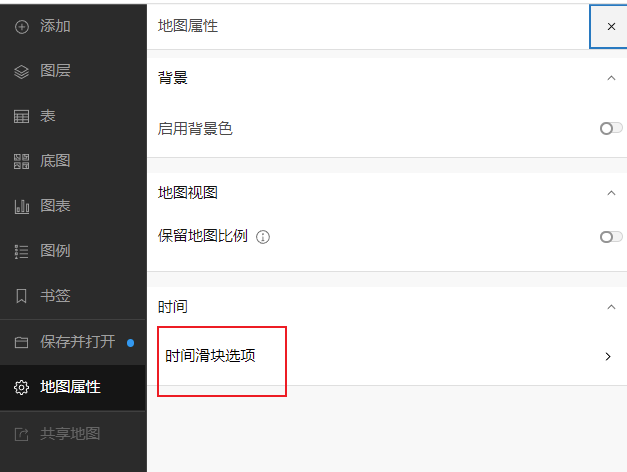 添加
图层
表
底图
图表
图例
书签
保存并打开
地图属性
共享地图
地图属性
背景
启用背景色
地图视图
保留地图比例
时间
时间滑块选项